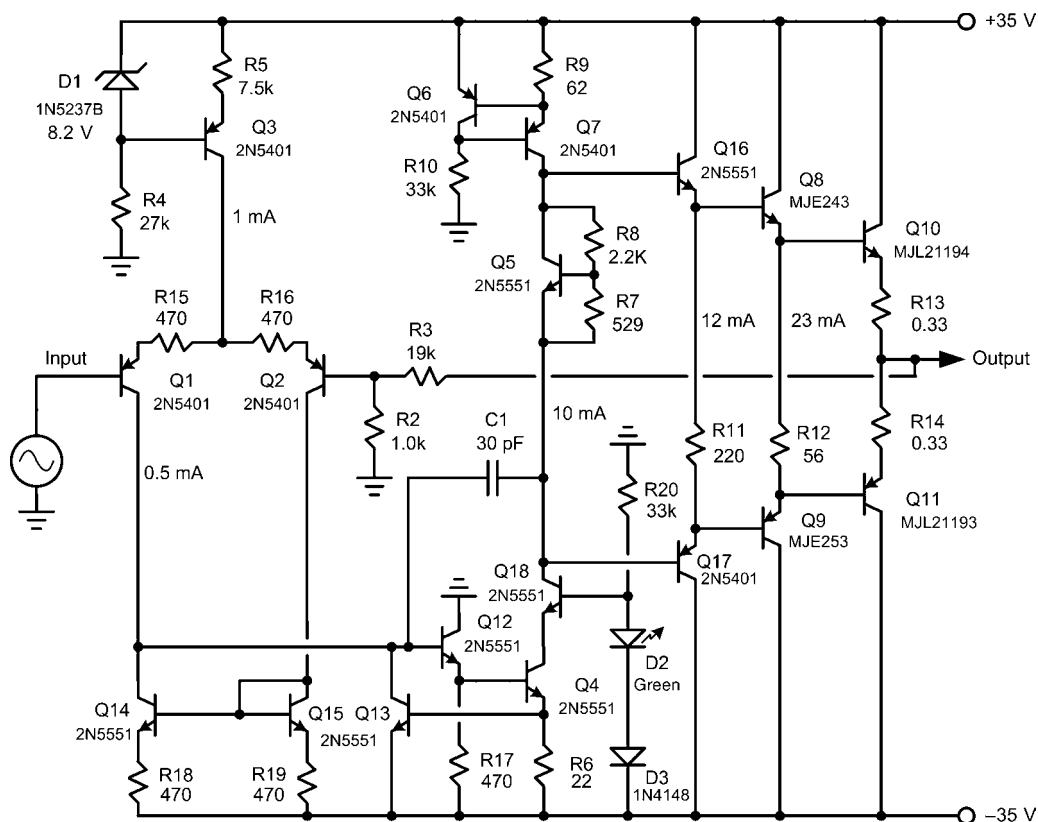 +35 V
D1
1N5237B
8.2 V
R5
7.5k
Q3
2N5401
R4
27k
1 mA
Q6
2N5401
R9
62
Q7
2N5401
R10
33k
Q16
2N5551
Q8
MJE243
Q10
MJL21194
R8
2.2K
Q5
2N5551
R7
529
R15
470
R16
470
R3
19k
12 mA
23 mA
R13
0.33
Input
Output
Q1
2N5401
Q2
2N5401
R2
1.0k
C1
30 pF
10 mA
R11
220
R12
56
R14
0.33
0.5 mA
R20
33k
Q9
MJE253
Q11
MJL21193
Q18
2N5551
Q17
2N5401
Q12
2N5551
D2
Green
Q4
2N5551
Q14
2N5551
Q15
Q13
2N5551
R18
470
R19
470
R17
470
R6
22
D3
1N4148
–35 V